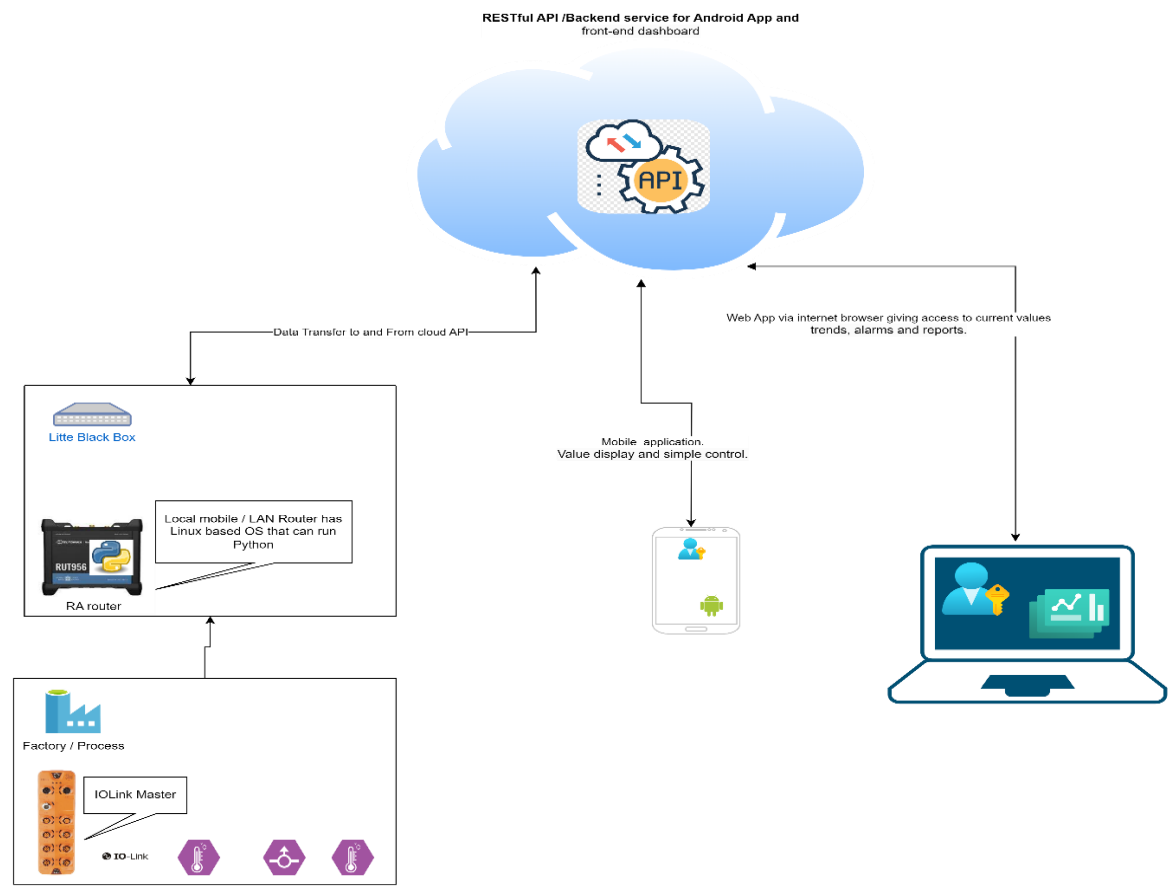 RESTful API /Backend service for Android App and
front-end dashboard
API
Data Transfer to and From cloud API
Web App via internet browser giving access to current values
trends, alarms and reports.
Litte Black Box
Mobile application.
Value display and simple control.
Local mobile / LAN Router has
Linux based OS that can run
Python
RUT956
RA router
Factory / Process
IOLink Master
IO-Link
°C
°C